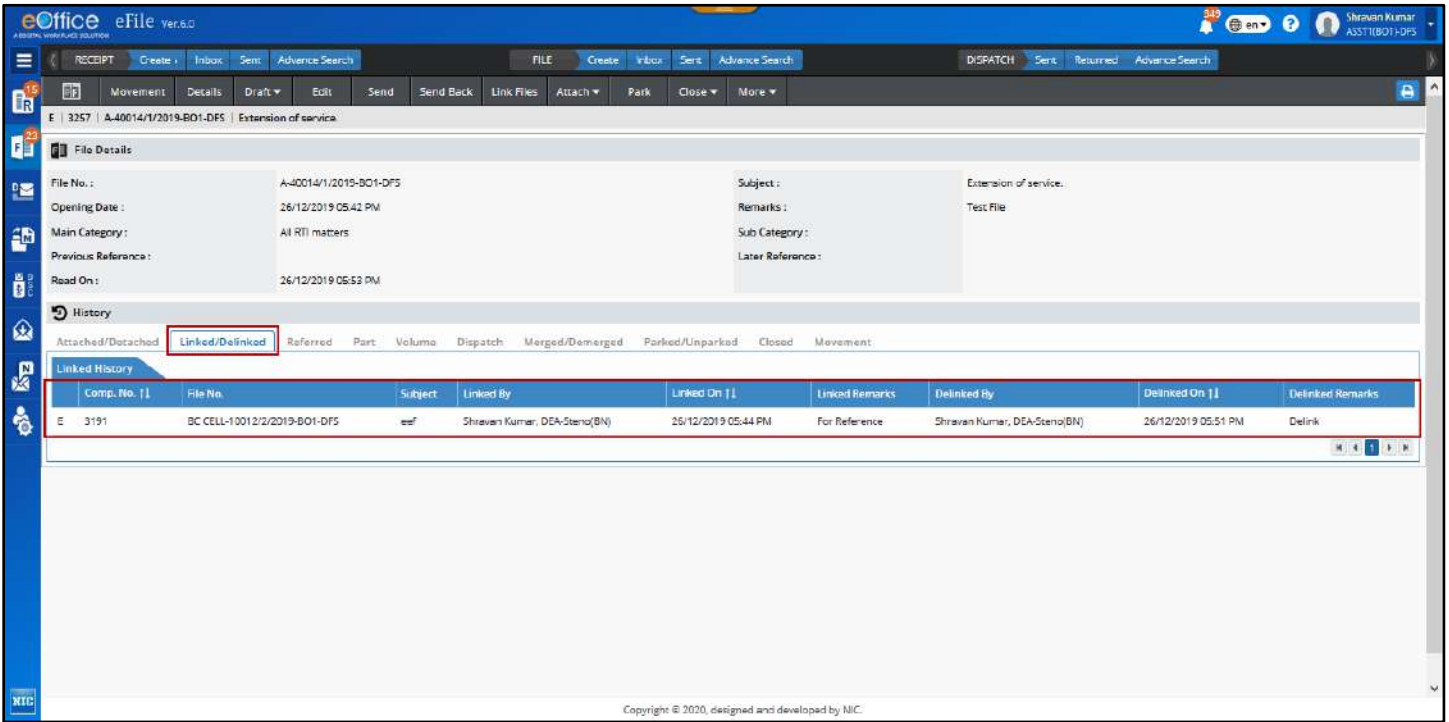 eOffice eFile Ver.6.0
A DIGITAL WORKPLACE SOLUTION
349 en ? Shravan Kumar
ASSTT(BO1)-DFS
RECEIPT Create Inbox Sent Advance Search FILE Create Inbox Sent Advance Search DISPATCH Sent Returned Advance Search
15 R Movement Details Draft Edit Send Send Back Link Files Attach Park Close More
E | 3257 | A-40014/1/2019-BO1-DFS | Extension of service.
23 File Details
File No. : A-40014/1/2019-BO1-DFS Subject : Extension of service.
Opening Date : 26/12/2019 05:42 PM Remarks : Test File
Main Category : All RTI matters Sub Category :
Previous Reference : Later Reference :
Read On : 26/12/2019 05:53 PM
History
Attached/Detached Linked/Delinked Referred Part Volume Dispatch Merged/Demerged Parked/Unparked Closed Movement
Linked History
Comp. No. File No. Subject Linked By Linked On Linked Remarks Delinked By Delinked On Delinked Remarks
E 3191 BC CELL-10012/2/2019-BO1-DFS eef Shravan Kumar, DEA-Steno(BN) 26/12/2019 05:44 PM For Reference Shravan Kumar, DEA-Steno(BN) 26/12/2019 05:51 PM Delink
1
NIC
Copyright © 2020, designed and developed by NIC.